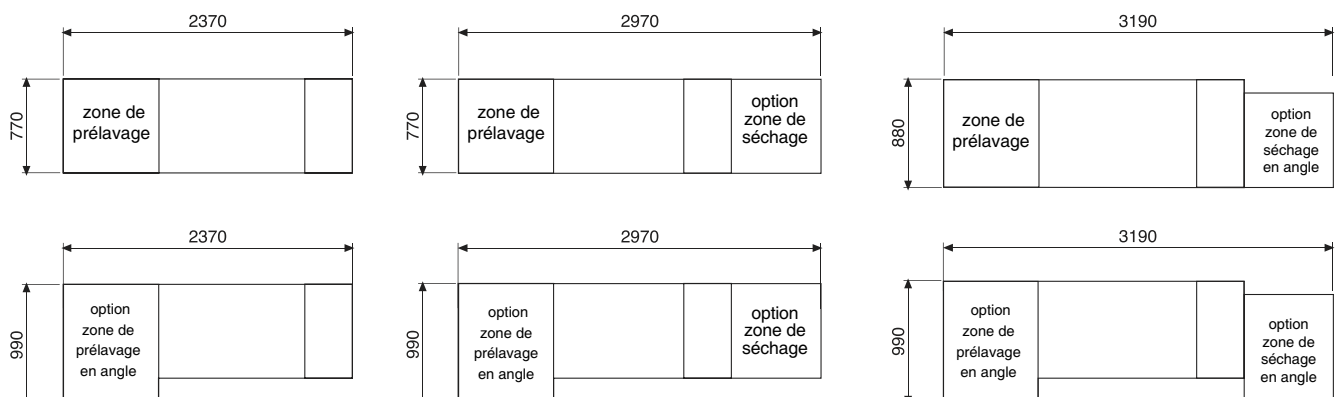 2370
770
zone de
prélavage
2970
770
zone de
prélavage
option
zone de
séchage
3190
880
zone de
prélavage
option
zone de
séchage
en angle
2370
990
option
zone de
prélavage
en angle
2970
990
option
zone de
prélavage
en angle
option
zone de
séchage
3190
990
option
zone de
prélavage
en angle
option
zone de
séchage
en angle